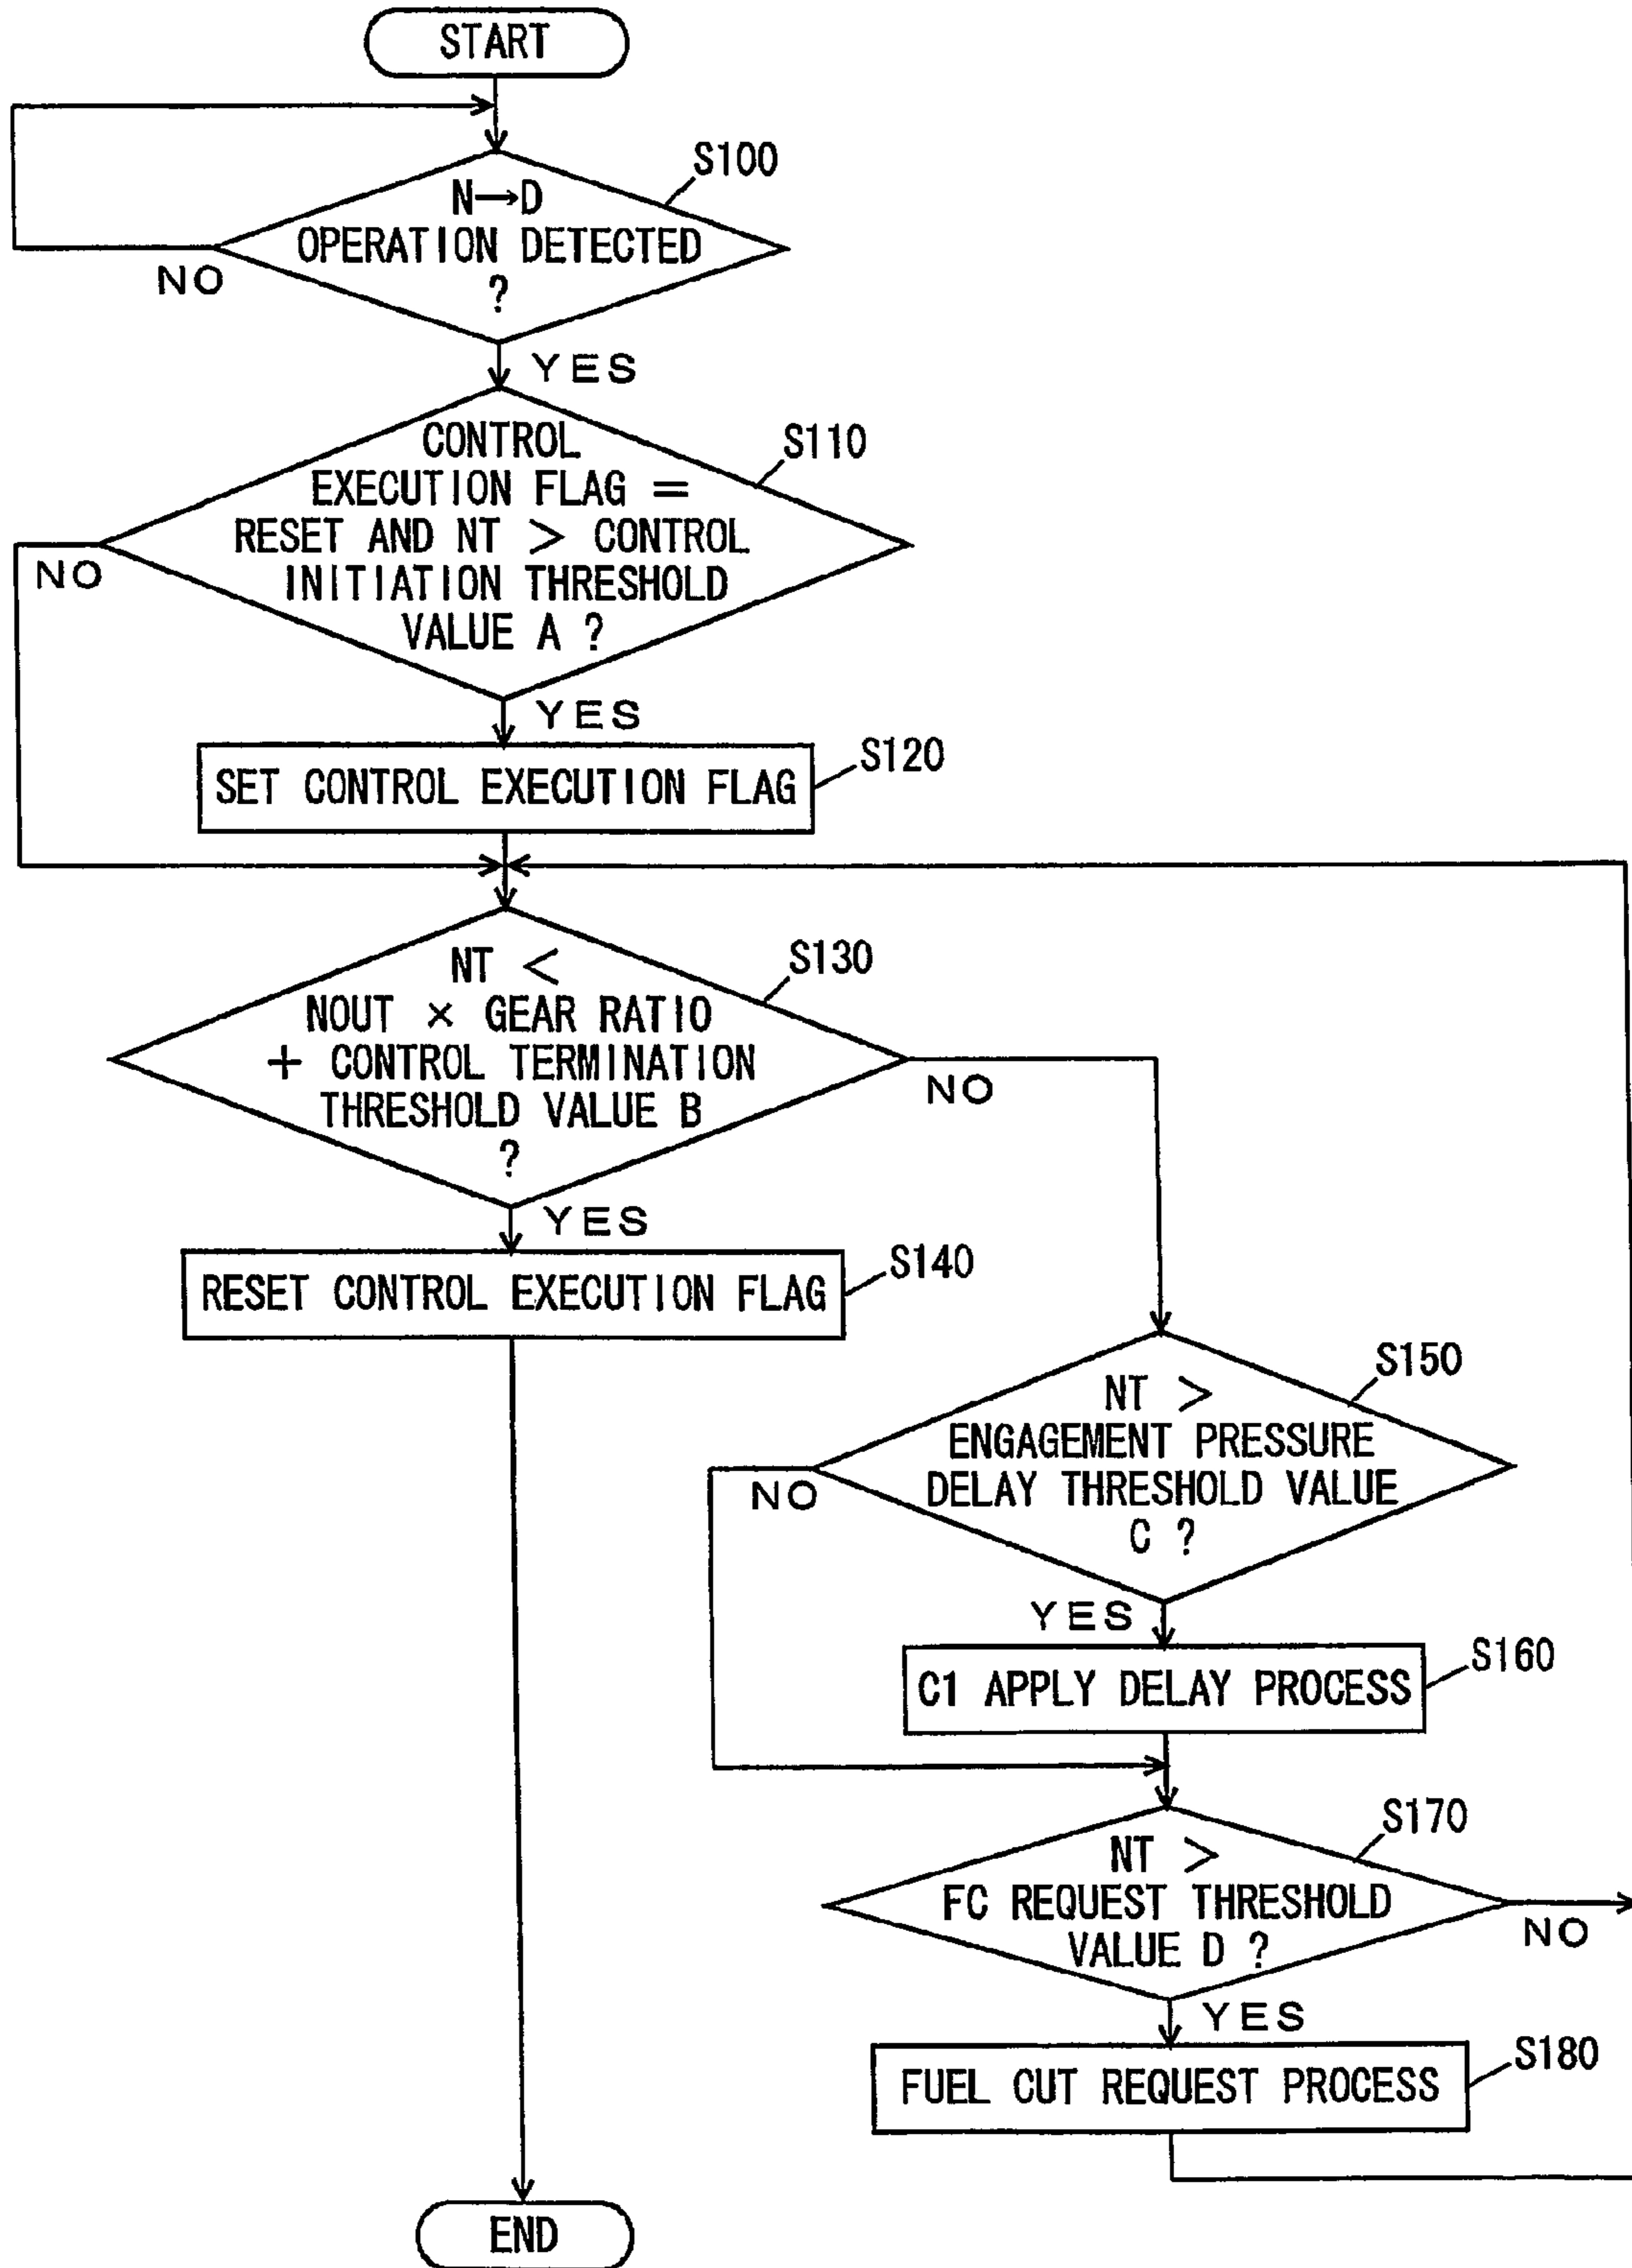 START
S100
N→D
OPERATION DETECTED
?
NO
YES
S110
CONTROL
EXECUTION FLAG =
RESET AND NT > CONTROL
INITIATION THRESHOLD
VALUE A ?
NO
YES
S120
SET CONTROL EXECUTION FLAG
S130
NT <
NOUT × GEAR RATIO
+ CONTROL TERMINATION
THRESHOLD VALUE B
?
NO
YES
S140
RESET CONTROL EXECUTION FLAG
S150
NT >
ENGAGEMENT PRESSURE
DELAY THRESHOLD VALUE
C ?
NO
YES
S160
C1 APPLY DELAY PROCESS
S170
NT >
FC REQUEST THRESHOLD
VALUE D ?
NO
YES
S180
FUEL CUT REQUEST PROCESS
END